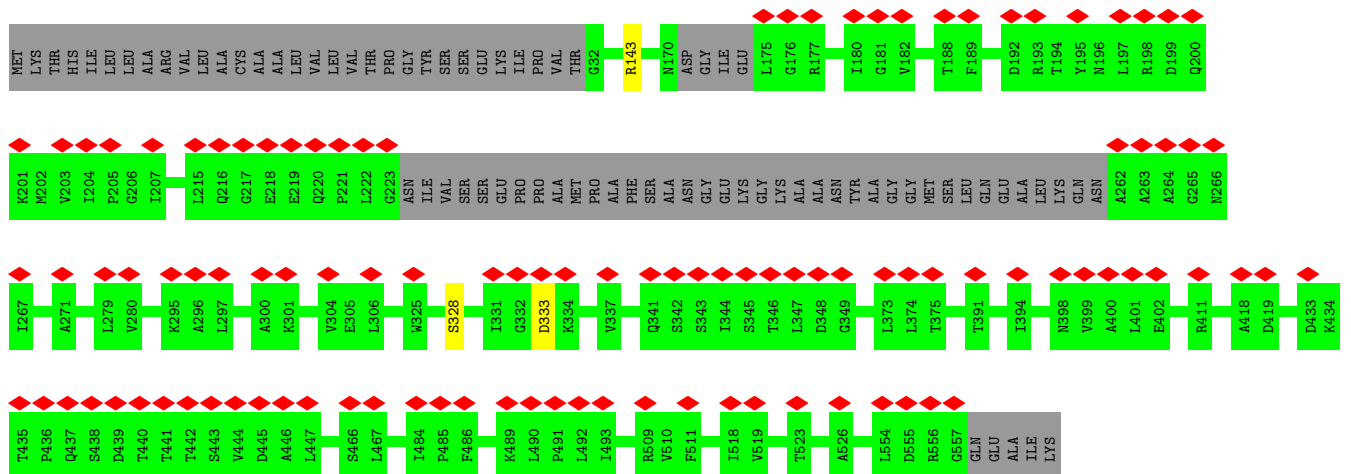 MET LYS THR HIS ILE LEU LEU ALA ARG VAL LEU ALA CYS ALA ALA LEU VAL LEU VAL THR PRO GLY TYR SER SER GLU LYS ILE PRO VAL THR G32 R143 N170 ASP GLY ILE GLU L175 G176 R177 I180 G181 V182 T188 F189 D192 R193 T194 Y195 N196 L197 R198 D199 Q200
K201 M202 V203 I204 P205 G206 I207 L215 Q216 G217 E218 E219 Q220 P221 L222 G223 ASN ILE VAL SER SER GLU PRO PRO ALA MET PRO ALA PHE SER ALA ASN GLY GLU LYS GLY LYS ALA ALA ASN TYR ALA GLY GLY MET SER LEU GLN GLU ALA LEU LYS GLN ASN A262 A263 A264 G265 N266
I267 A271 L279 V280 K295 A296 L297 A300 K301 V304 E305 L306 W325 S328 I331 G332 D333 K334 V337 Q341 S342 S343 I344 S345 T346 L347 D348 G349 L373 L374 T375 T391 I394 N398 V399 A400 L401 E402 R411 A418 D419 D433 K434
T435 P436 Q437 S438 D439 T440 T441 T442 S443 V444 D445 A446 L447 S466 L467 I484 P485 F486 K489 L490 P491 L492 I493 R509 V510 F511 I518 V519 T523 A526 L554 D555 R556 G557 GLN GLU ALA ILE LYS